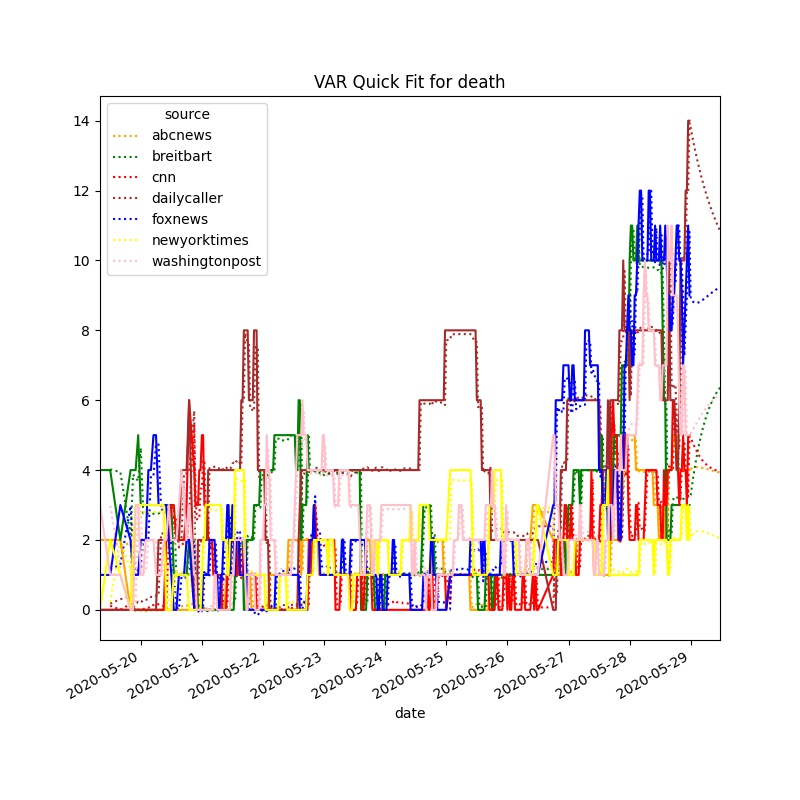 VAR Quick Fit for death
source
abcnews
breitbart
cnn
dailycaller
foxnews
newyorktimes
washingtonpost
14
12
10
8
6
4
2
0
2020-05-20
2020-05-21
2020-05-22
2020-05-23
2020-05-24
2020-05-25
2020-05-26
2020-05-27
2020-05-28
2020-05-29
date